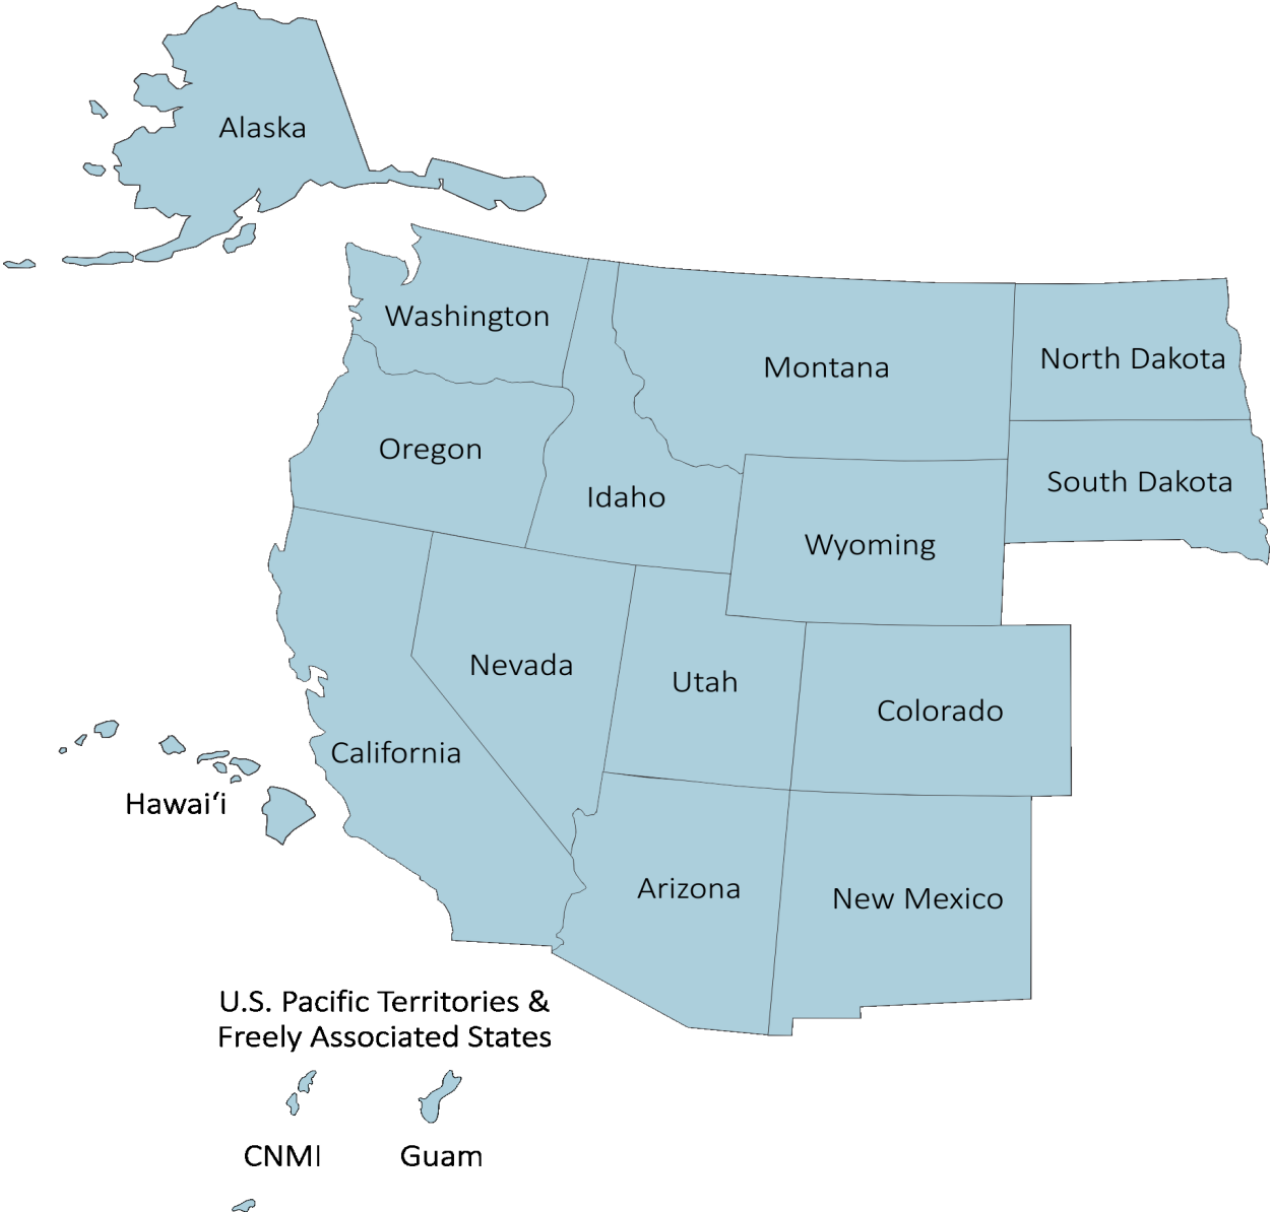 Alaska
Washington
Montana
North Dakota
Oregon
South Dakota
Idaho
Wyoming
Nevada
Utah
Colorado
California
Hawai‘i
Arizona
New Mexico
U.S. Pacific Territories &
Freely Associated States
CNMI
Guam